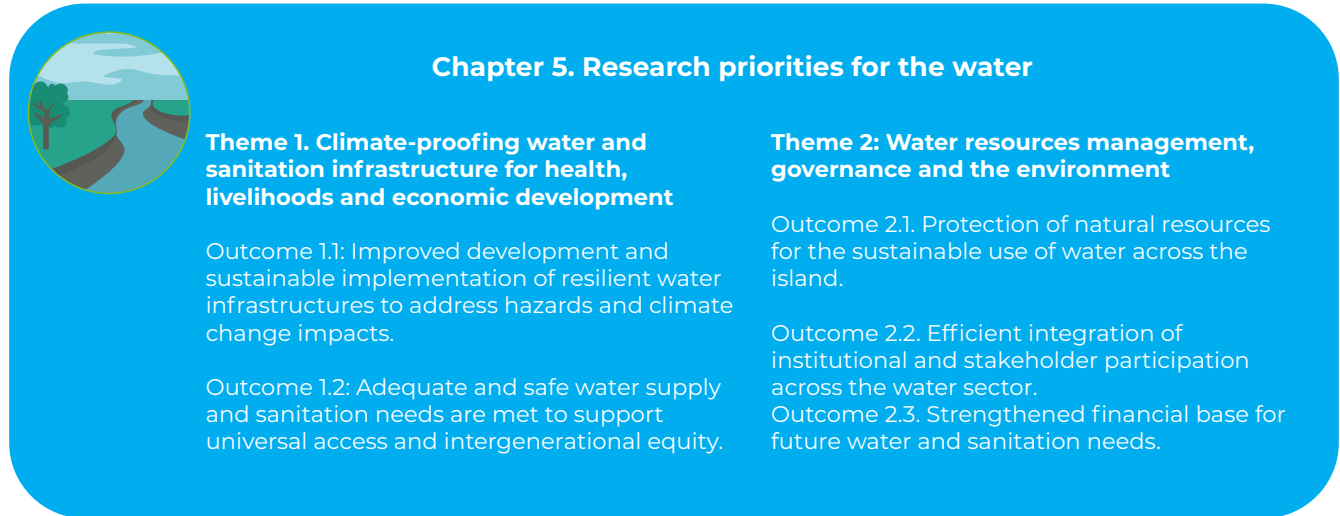 Chapter 5. Research priorities for the water
Theme 1. Climate-proofing water and
sanitation infrastructure for health,
livelihoods and economic development
Outcome 1.1: Improved development and
sustainable implementation of resilient water
infrastructures to address hazards and climate
change impacts.
Outcome 1.2: Adequate and safe water supply
and sanitation needs are met to support
universal access and intergenerational equity.
Theme 2: Water resources management,
governance and the environment
Outcome 2.1. Protection of natural resources
for the sustainable use of water across the
island.
Outcome 2.2. Efficient integration of
institutional and stakeholder participation
across the water sector.
Outcome 2.3. Strengthened financial base for
future water and sanitation needs.